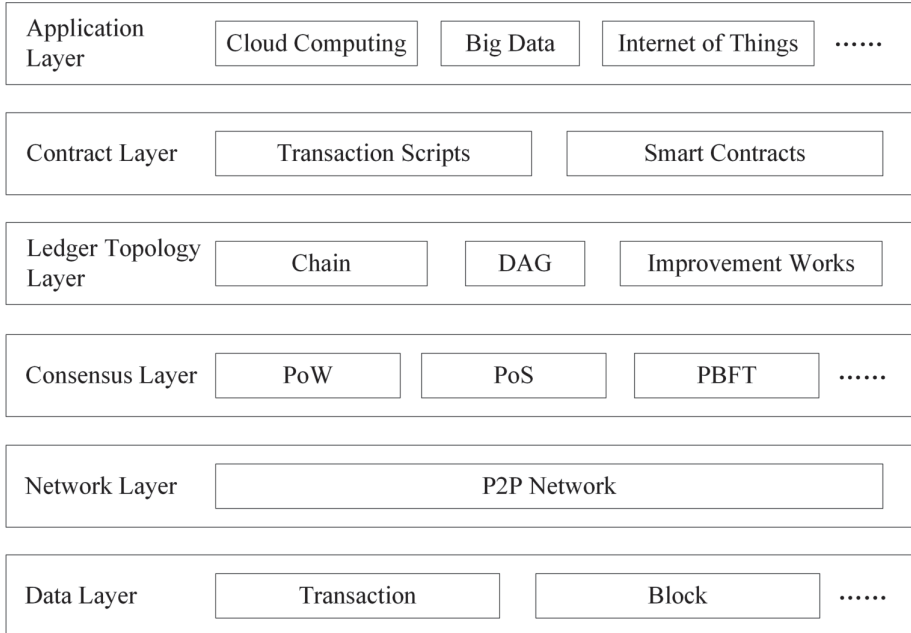 Application
Layer
Cloud Computing
Big Data
Internet of Things
......
Contract Layer
Transaction Scripts
Smart Contracts
Ledger Topology
Layer
Chain
DAG
Improvement Works
Consensus Layer
PoW
PoS
PBFT
......
Network Layer
P2P Network
Data Layer
Transaction
Block
......